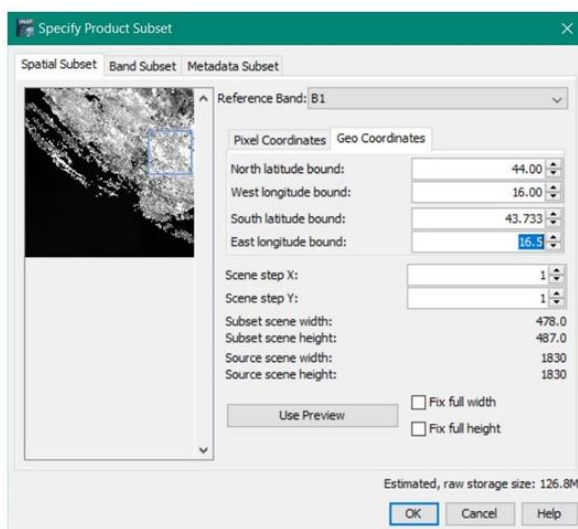 Specify Product Subset
Spatial Subset Band Subset Metadata Subset
Reference Band: B1
Pixel Coordinates Geo Coordinates
North latitude bound: 44.00
West longitude bound: 16.00
South latitude bound: 43.733
East longitude bound: 16.5
Scene step X: 1
Scene step Y: 1
Subset scene width: 478.0
Subset scene height: 487.0
Source scene width: 1830
Source scene height: 1830
Use Preview
Fix full width
Fix full height
Estimated, raw storage size: 126.8M
OK Cancel Help